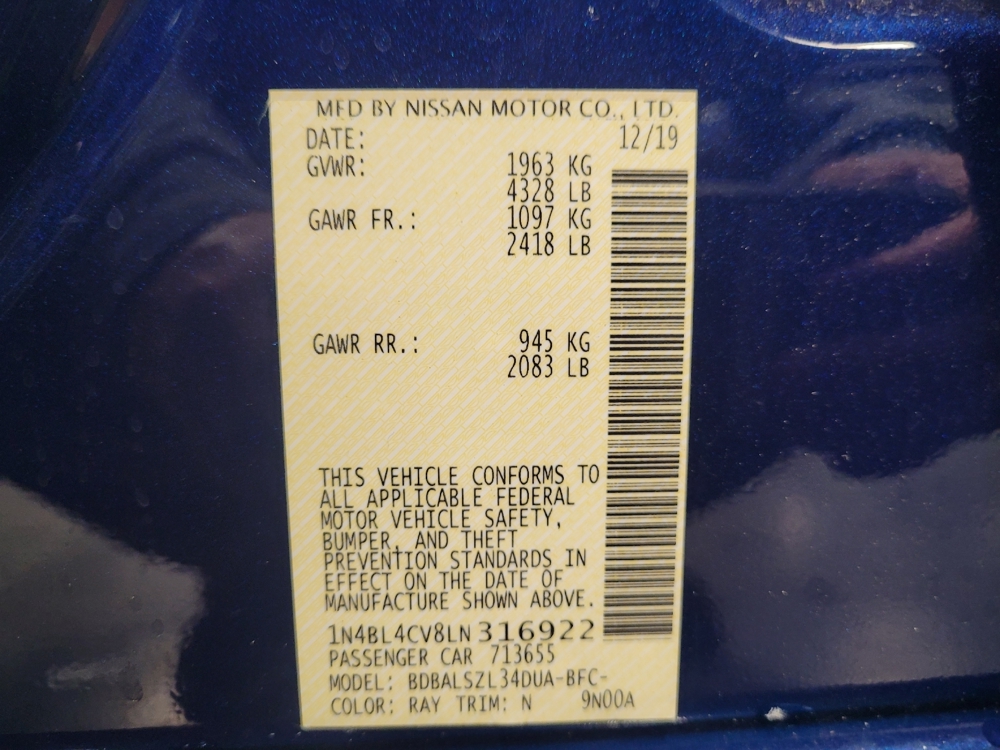 MFD BY NISSAN MOTOR CO., LTD.
DATE: 12/19
GVWR: 1963 KG
4328 LB
GAWR FR.: 1097 KG
2418 LB
GAWR RR.: 945 KG
2083 LB
THIS VEHICLE CONFORMS TO
ALL APPLICABLE FEDERAL
MOTOR VEHICLE SAFETY,
BUMPER, AND THEFT
PREVENTION STANDARDS IN
EFFECT ON THE DATE OF
MANUFACTURE SHOWN ABOVE.
1N4BL4CV8LN316922
PASSENGER CAR 713655
MODEL: BDBALSZL34DUA-BFC-
COLOR: RAY TRIM: N 9N00A